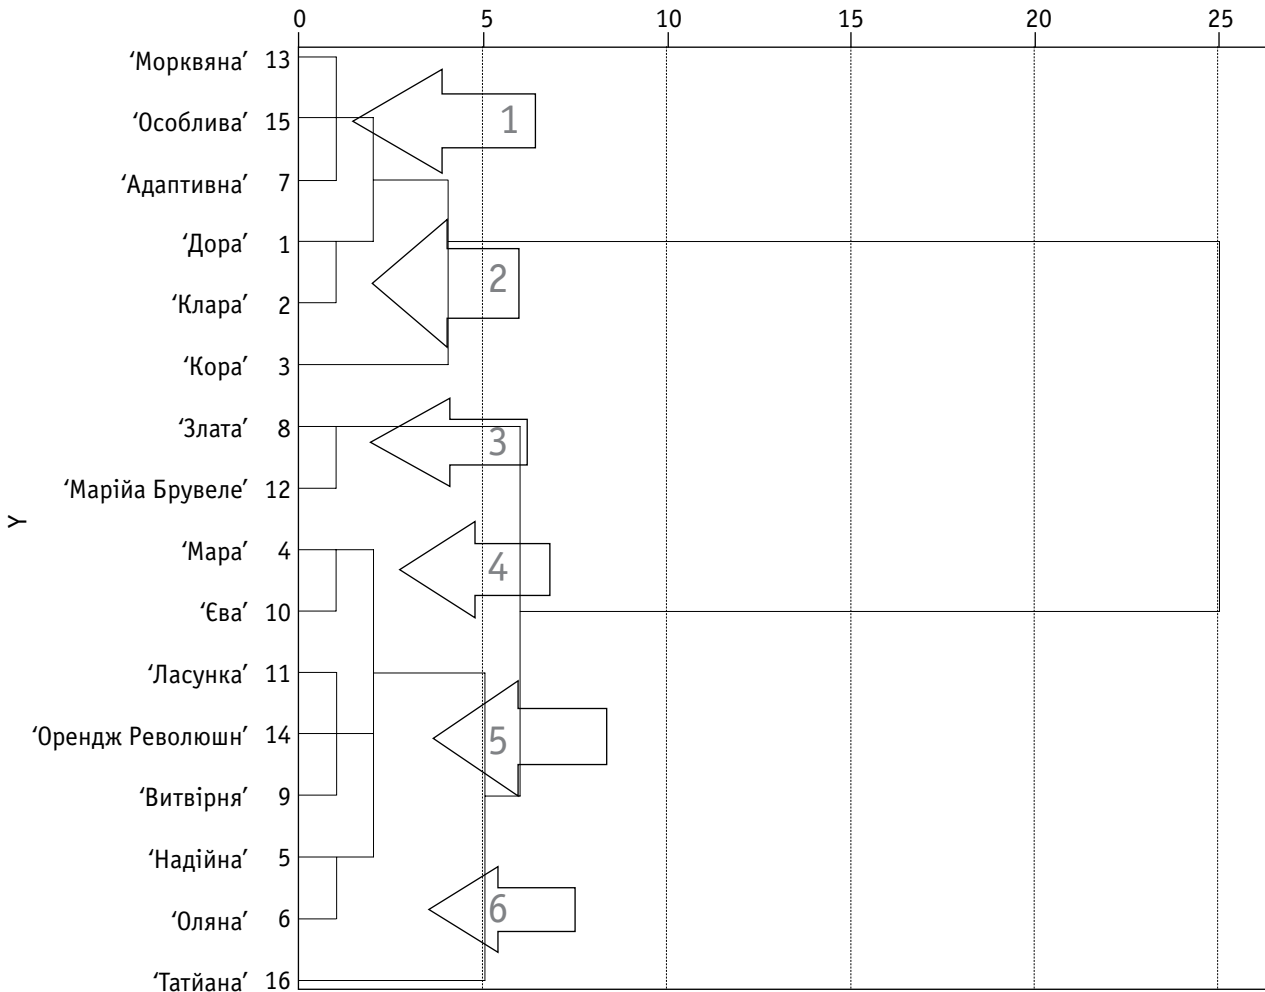 0 5 10 15 20 25
‘Морквяна’ 13
‘Особлива’ 15
1
‘Адаптивна’ 7
‘Дора’ 1
2
‘Клара’ 2
‘Кора’ 3
‘Злата’ 8
3
‘Марійа Брувеле’ 12
Y
‘Мара’ 4
4
‘Єва’ 10
‘Ласунка’ 11
‘Орендж Революшн’ 14
5
‘Витвірня’ 9
‘Надійна’ 5
6
‘Оляна’ 6
‘Татйана’ 16